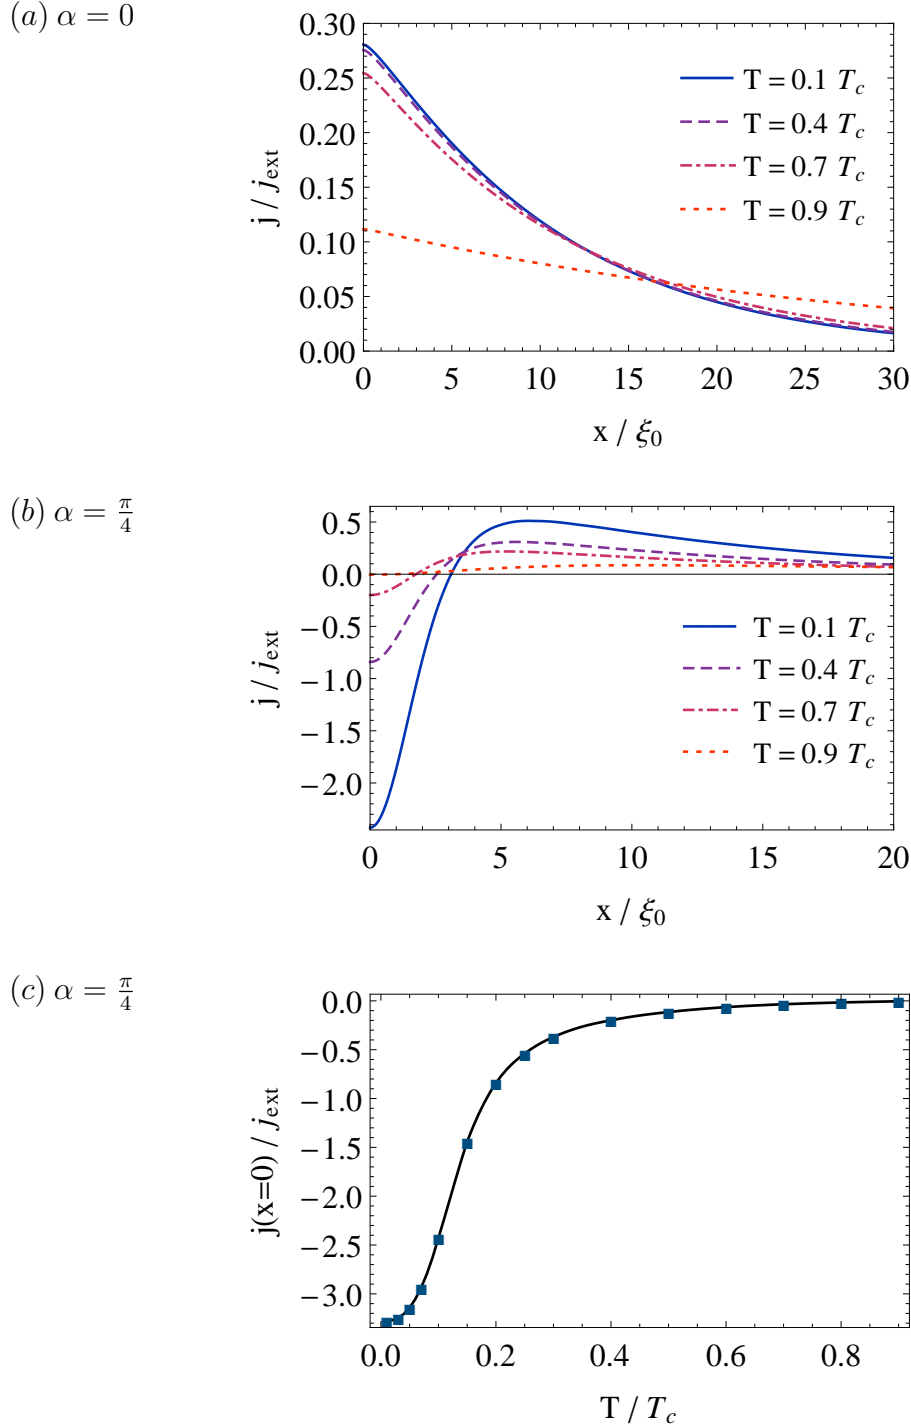 (a) α = 0
0.30
0.25
0.20
0.15
0.10
0.05
0.00
j / j_ext
T = 0.1 T_c
T = 0.4 T_c
T = 0.7 T_c
T = 0.9 T_c
0 5 10 15 20 25 30
x / ξ_0
(b) α = π/4
0.5
0.0
−0.5
−1.0
−1.5
−2.0
j / j_ext
T = 0.1 T_c
T = 0.4 T_c
T = 0.7 T_c
T = 0.9 T_c
0 5 10 15 20
x / ξ_0
(c) α = π/4
0.0
−0.5
−1.0
−1.5
−2.0
−2.5
−3.0
j(x=0) / j_ext
0.0 0.2 0.4 0.6 0.8
T / T_c